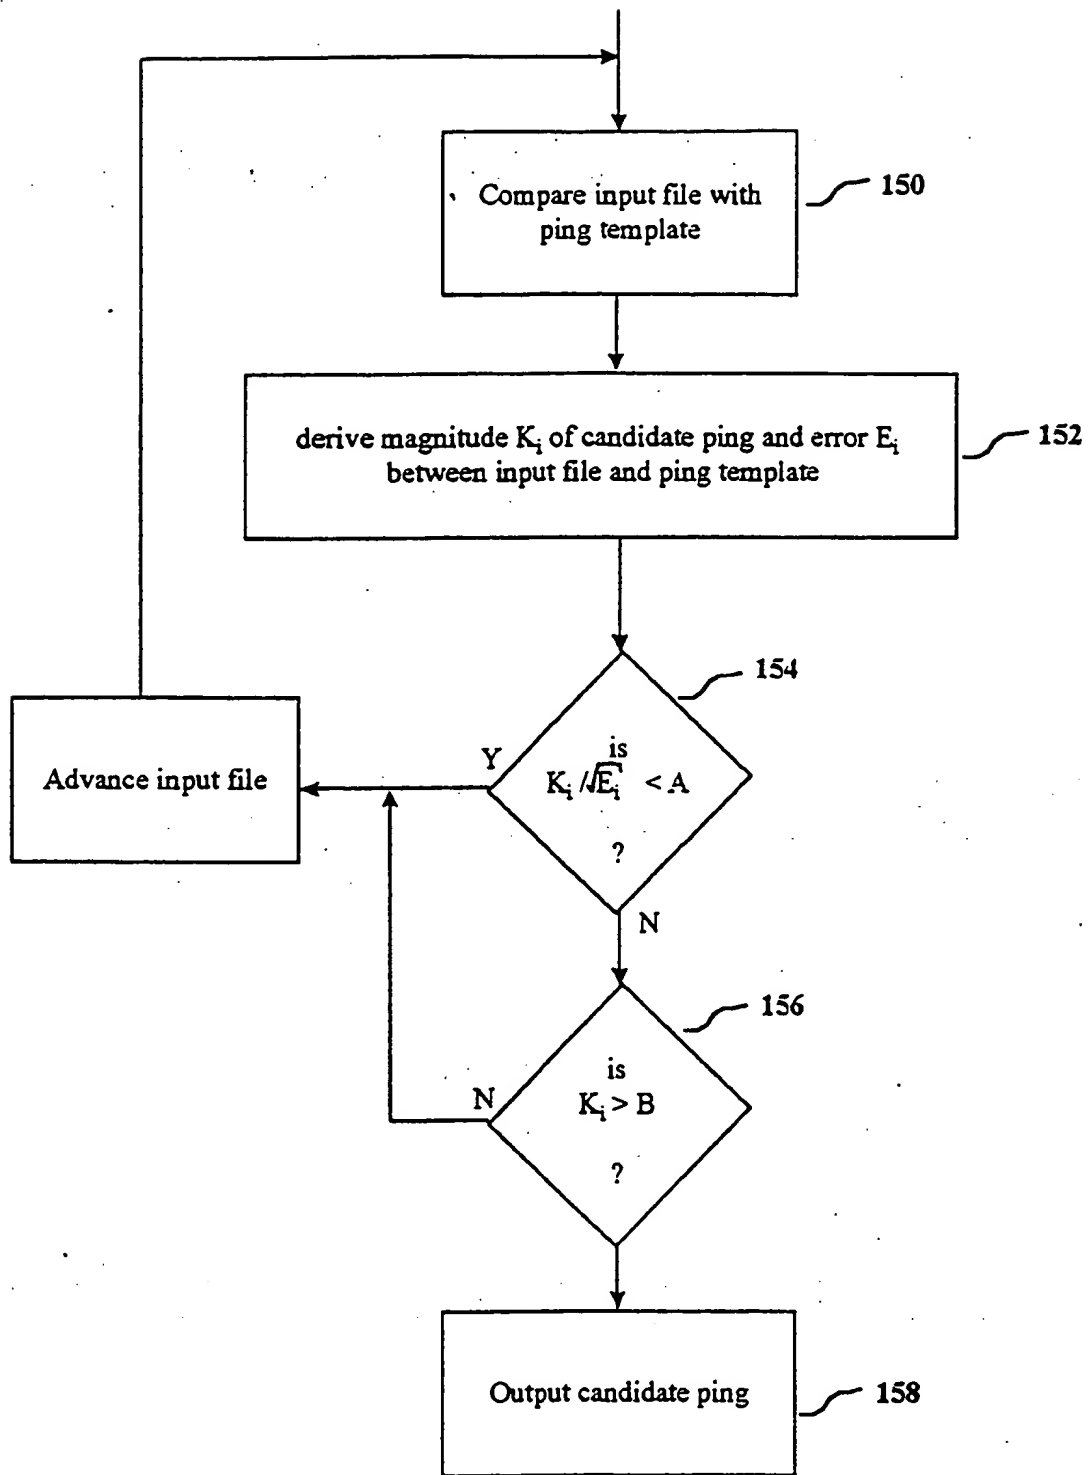 Compare input file with
ping template
150
derive magnitude Kᵢ of candidate ping and error Eᵢ
between input file and ping template
152
154
is
Kᵢ /√Eᵢ < A
?
Y
Advance input file
N
156
is
Kᵢ > B
?
N
Output candidate ping
158